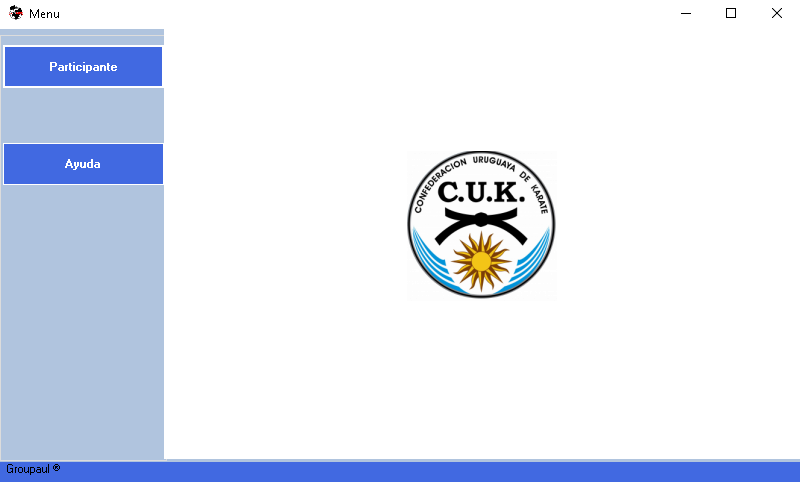 Menu
Participante
Ayuda
CONFEDERACION URUGUAYA DE KARATE
C.U.K.
Groupaul ®